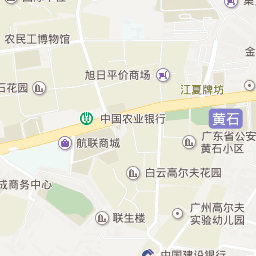 农民工博物馆
旭日平价商场
石花园
江夏牌坊
金
黄石
中国农业银行
航联商城
广东省公安
黄石小区
白云高尔夫花园
成商务中心
广州高尔夫
实验幼儿园
联生楼
中国建设银行